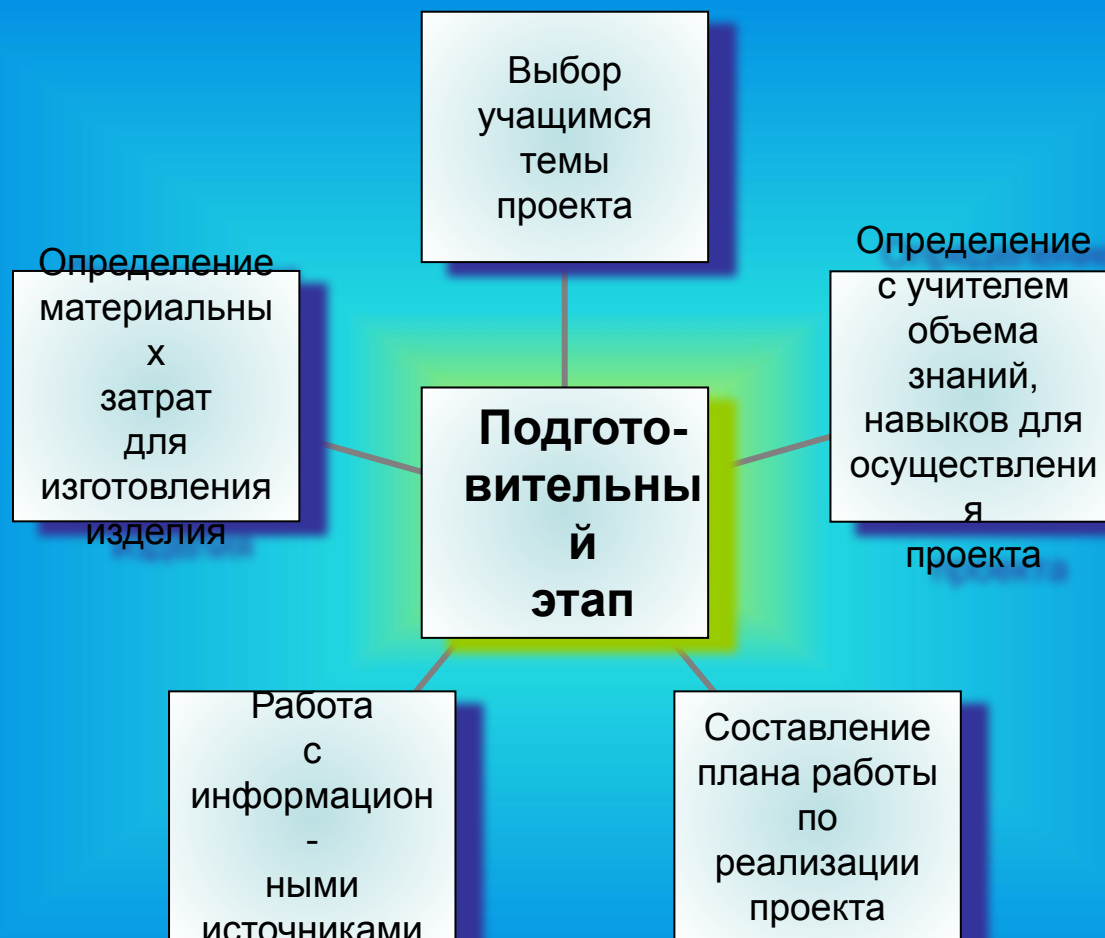 Выбор
учащимся
темы
проекта
Определение
материальны
х
затрат
для
изготовления
изделия
Определение
с учителем
объема
знаний,
навыков для
осуществлени
я
проекта
Подгото-
вительны
й
этап
Работа
с
информацион
-
ными
источниками
Составление
плана работы
по
реализации
проекта